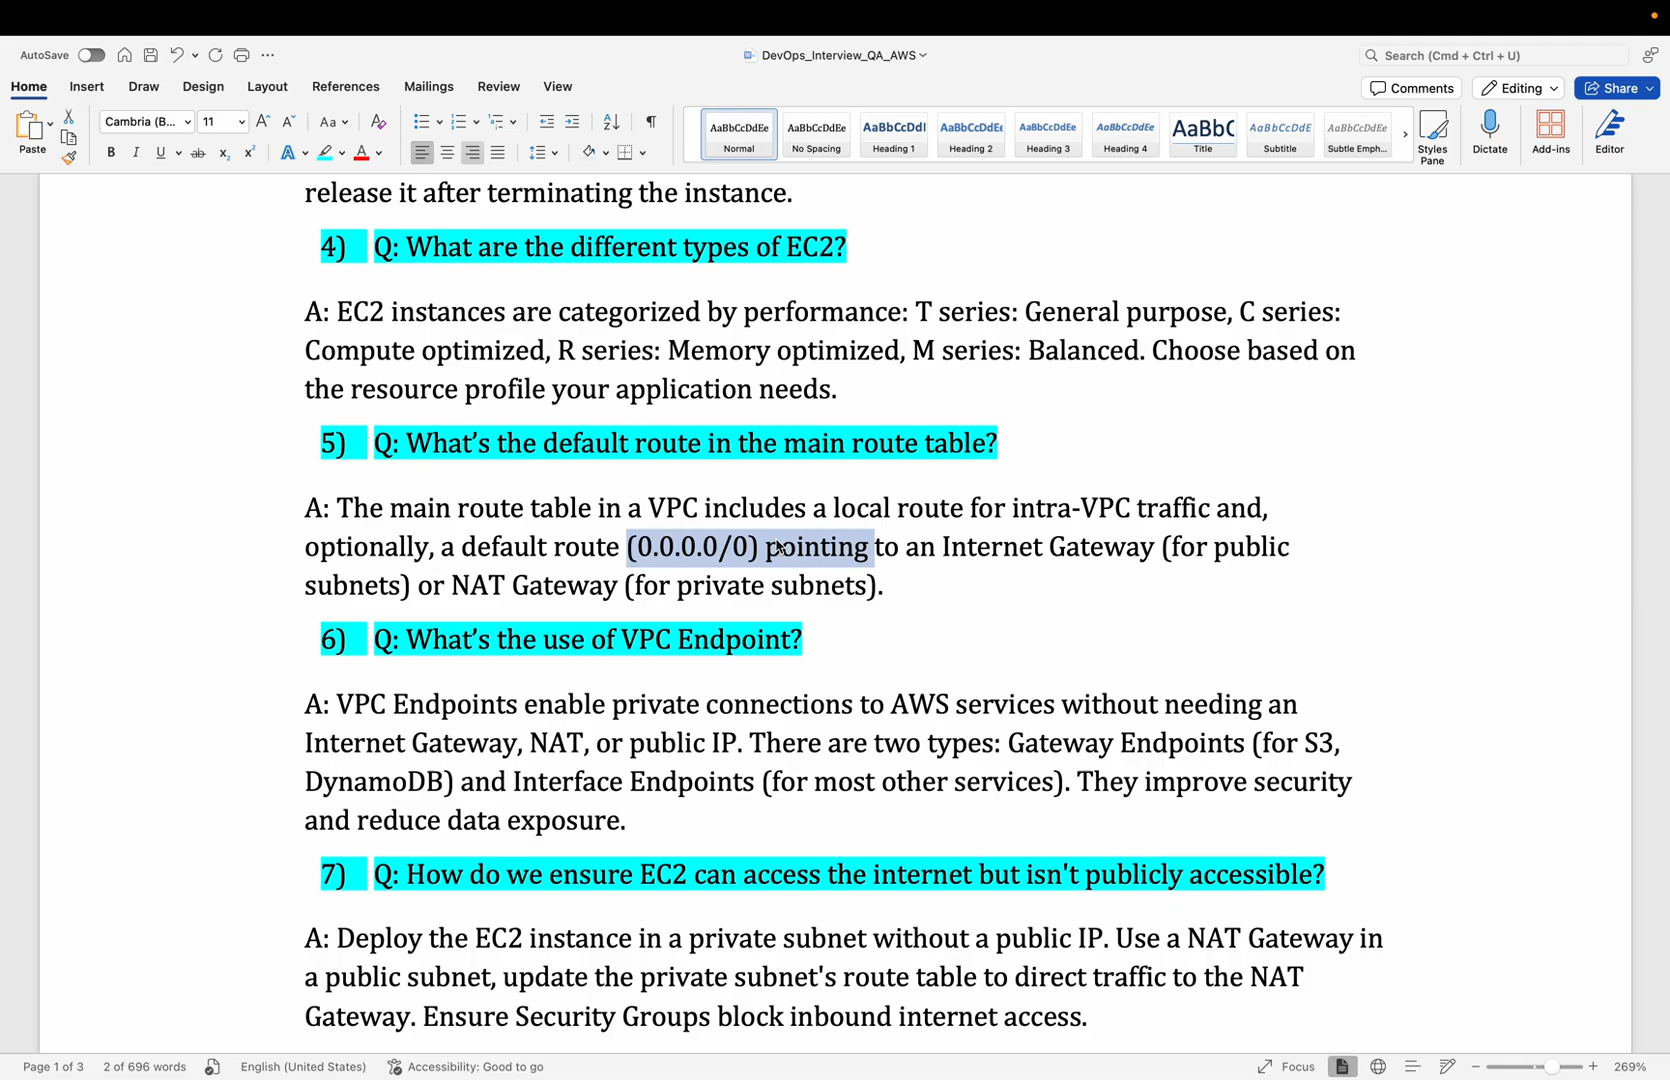 AutoSave
DevOps_Interview_QA_AWS
Search (Cmd + Ctrl + U)
Home Insert Draw Design Layout References Mailings Review View
Comments Editing Share
Paste
Cambria (B... 11
AaBbCcDdEe AaBbCcDdEe AaBbCcDdI AaBbCcDdEe AaBbCcDdEe AaBbCcDdEe AaBbC AaBbCcDdE AaBbCcDdEe
Normal No Spacing Heading 1 Heading 2 Heading 3 Heading 4 Title Subtitle Subtle Emph...
Styles Pane
Dictate
Add-ins
Editor
release it after terminating the instance.
4) Q: What are the different types of EC2?
A: EC2 instances are categorized by performance: T series: General purpose, C series:
Compute optimized, R series: Memory optimized, M series: Balanced. Choose based on
the resource profile your application needs.
5) Q: What's the default route in the main route table?
A: The main route table in a VPC includes a local route for intra-VPC traffic and,
optionally, a default route (0.0.0.0/0) pointing to an Internet Gateway (for public
subnets) or NAT Gateway (for private subnets).
6) Q: What's the use of VPC Endpoint?
A: VPC Endpoints enable private connections to AWS services without needing an
Internet Gateway, NAT, or public IP. There are two types: Gateway Endpoints (for S3,
DynamoDB) and Interface Endpoints (for most other services). They improve security
and reduce data exposure.
7) Q: How do we ensure EC2 can access the internet but isn't publicly accessible?
A: Deploy the EC2 instance in a private subnet without a public IP. Use a NAT Gateway in
a public subnet, update the private subnet's route table to direct traffic to the NAT
Gateway. Ensure Security Groups block inbound internet access.
Page 1 of 3 2 of 696 words English (United States) Accessibility: Good to go Focus 269%